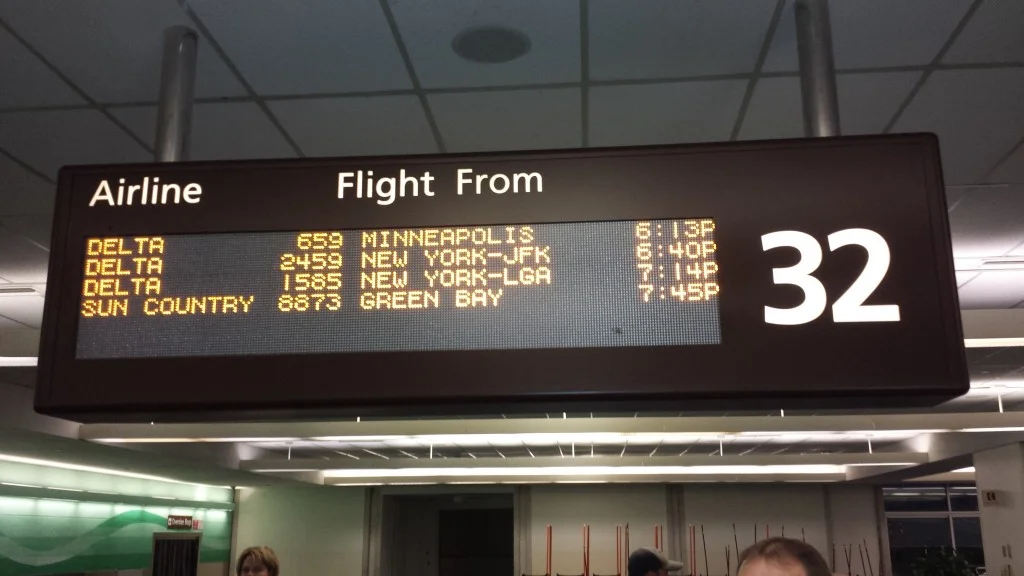 Airline Flight From
DELTA 659 MINNEAPOLIS 6:13P
DELTA 2459 NEW YORK-JFK 6:40P
DELTA 1585 NEW YORK-LGA 7:14P
SUN COUNTRY 8873 GREEN BAY 7:45P
32